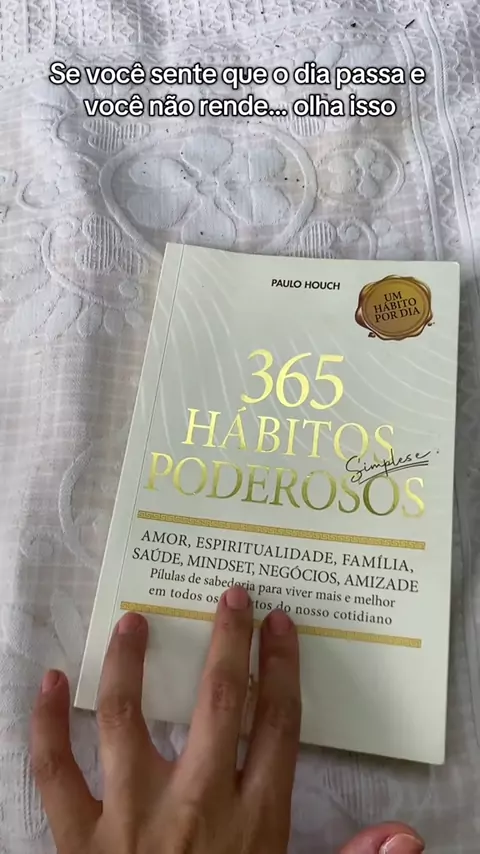 Se você sente que o dia passa e
você não rende... olha isso
PAULO HOUCH
UM
HÁBITO
POR DIA
365
HÁBITOS
Simples e
PODEROSOS
AMOR, ESPIRITUALIDADE, FAMÍLIA,
SAÚDE, MINDSET, NEGÓCIOS, AMIZADE
Pílulas de sabedoria para viver mais e melhor
em todos os do nosso cotidiano